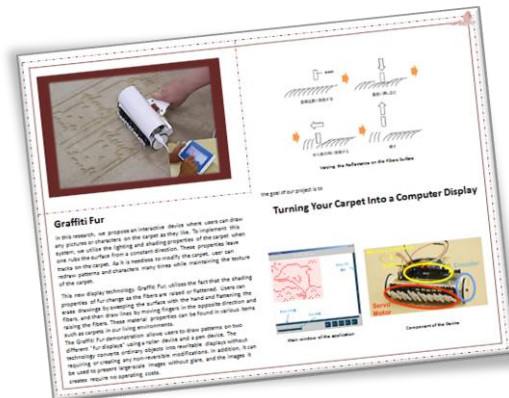 Graffiti Fur
In this research, we propose an interactive device where users can draw
any pictures or characters on the carpet as they like. To implement this
system, we utilize the lighting and shading properties of the carpet when
one rubs the surface from a constant direction. These properties leave
tracks on the carpet. As it is needless to modify the carpet, user can
redraw patterns and characters many times while maintaining the texture
of the carpet.
This new display technology, Graffiti Fur, utilizes the fact that the shading
properties of fur change as the fibers are raised or flattened. Users can
erase drawings by sweeping the surface with the hand and flattening the
fibers, and then draw lines by moving fingers in the opposite direction and
raising the fibers. These material properties can be found in various items
such as carpets in our living environments.
The Graffiti Fur demonstration allows users to draw patterns on two
different "fur displays" using a roller device and a pen device. The
technology converts ordinary objects into rewritable displays without
requiring or creating any non-reversible modifications. In addition, it can
be used to present large-scale images without glare, and the images it
creates require no operating costs.
Varying the Reflectance on the Fibers Surface
the goal of our project is to
Turning Your Carpet Into a Computer Display
Servo
Motor
Main window of the application
Component of the Device